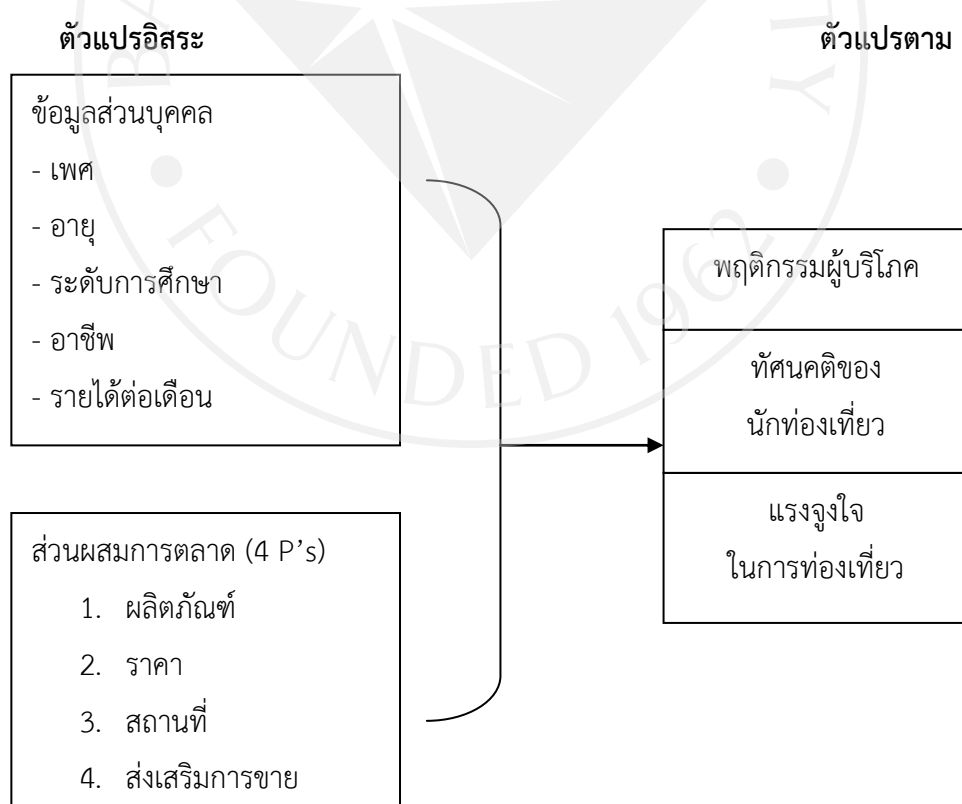 ตัวแปรอิสระ
ตัวแปรตาม
ข้อมูลส่วนบุคคล
- เพศ
- อายุ
- ระดับการศึกษา
- อาชีพ
- รายได้ต่อเดือน
ส่วนผสมการตลาด (4 P’s)
1. ผลิตภัณฑ์
2. ราคา
3. สถานที่
4. ส่งเสริมการขาย
พฤติกรรมผู้บริโภค
ทัศนคติของ
นักท่องเที่ยว
แรงจูงใจ
ในการท่องเที่ยว
FOUNDED 1962